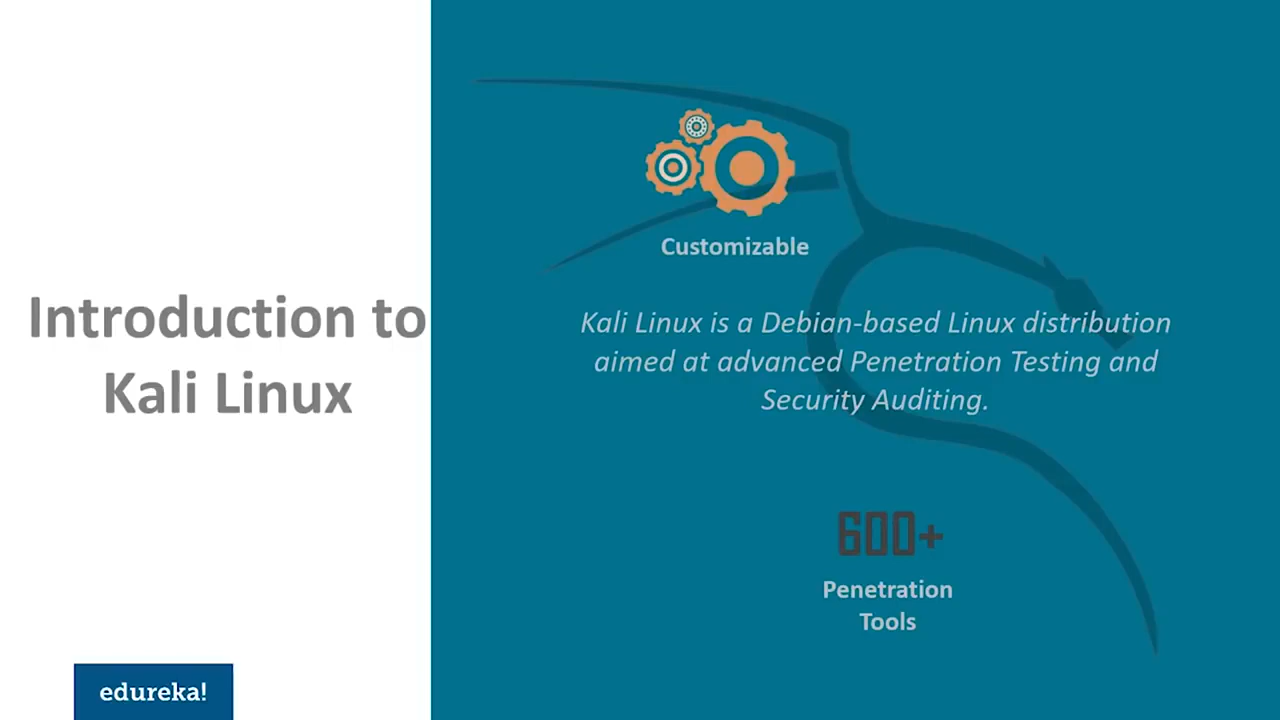 Introduction to
Kali Linux
edureka!
Customizable
Kali Linux is a Debian-based Linux distribution
aimed at advanced Penetration Testing and
Security Auditing.
600+
Penetration
Tools